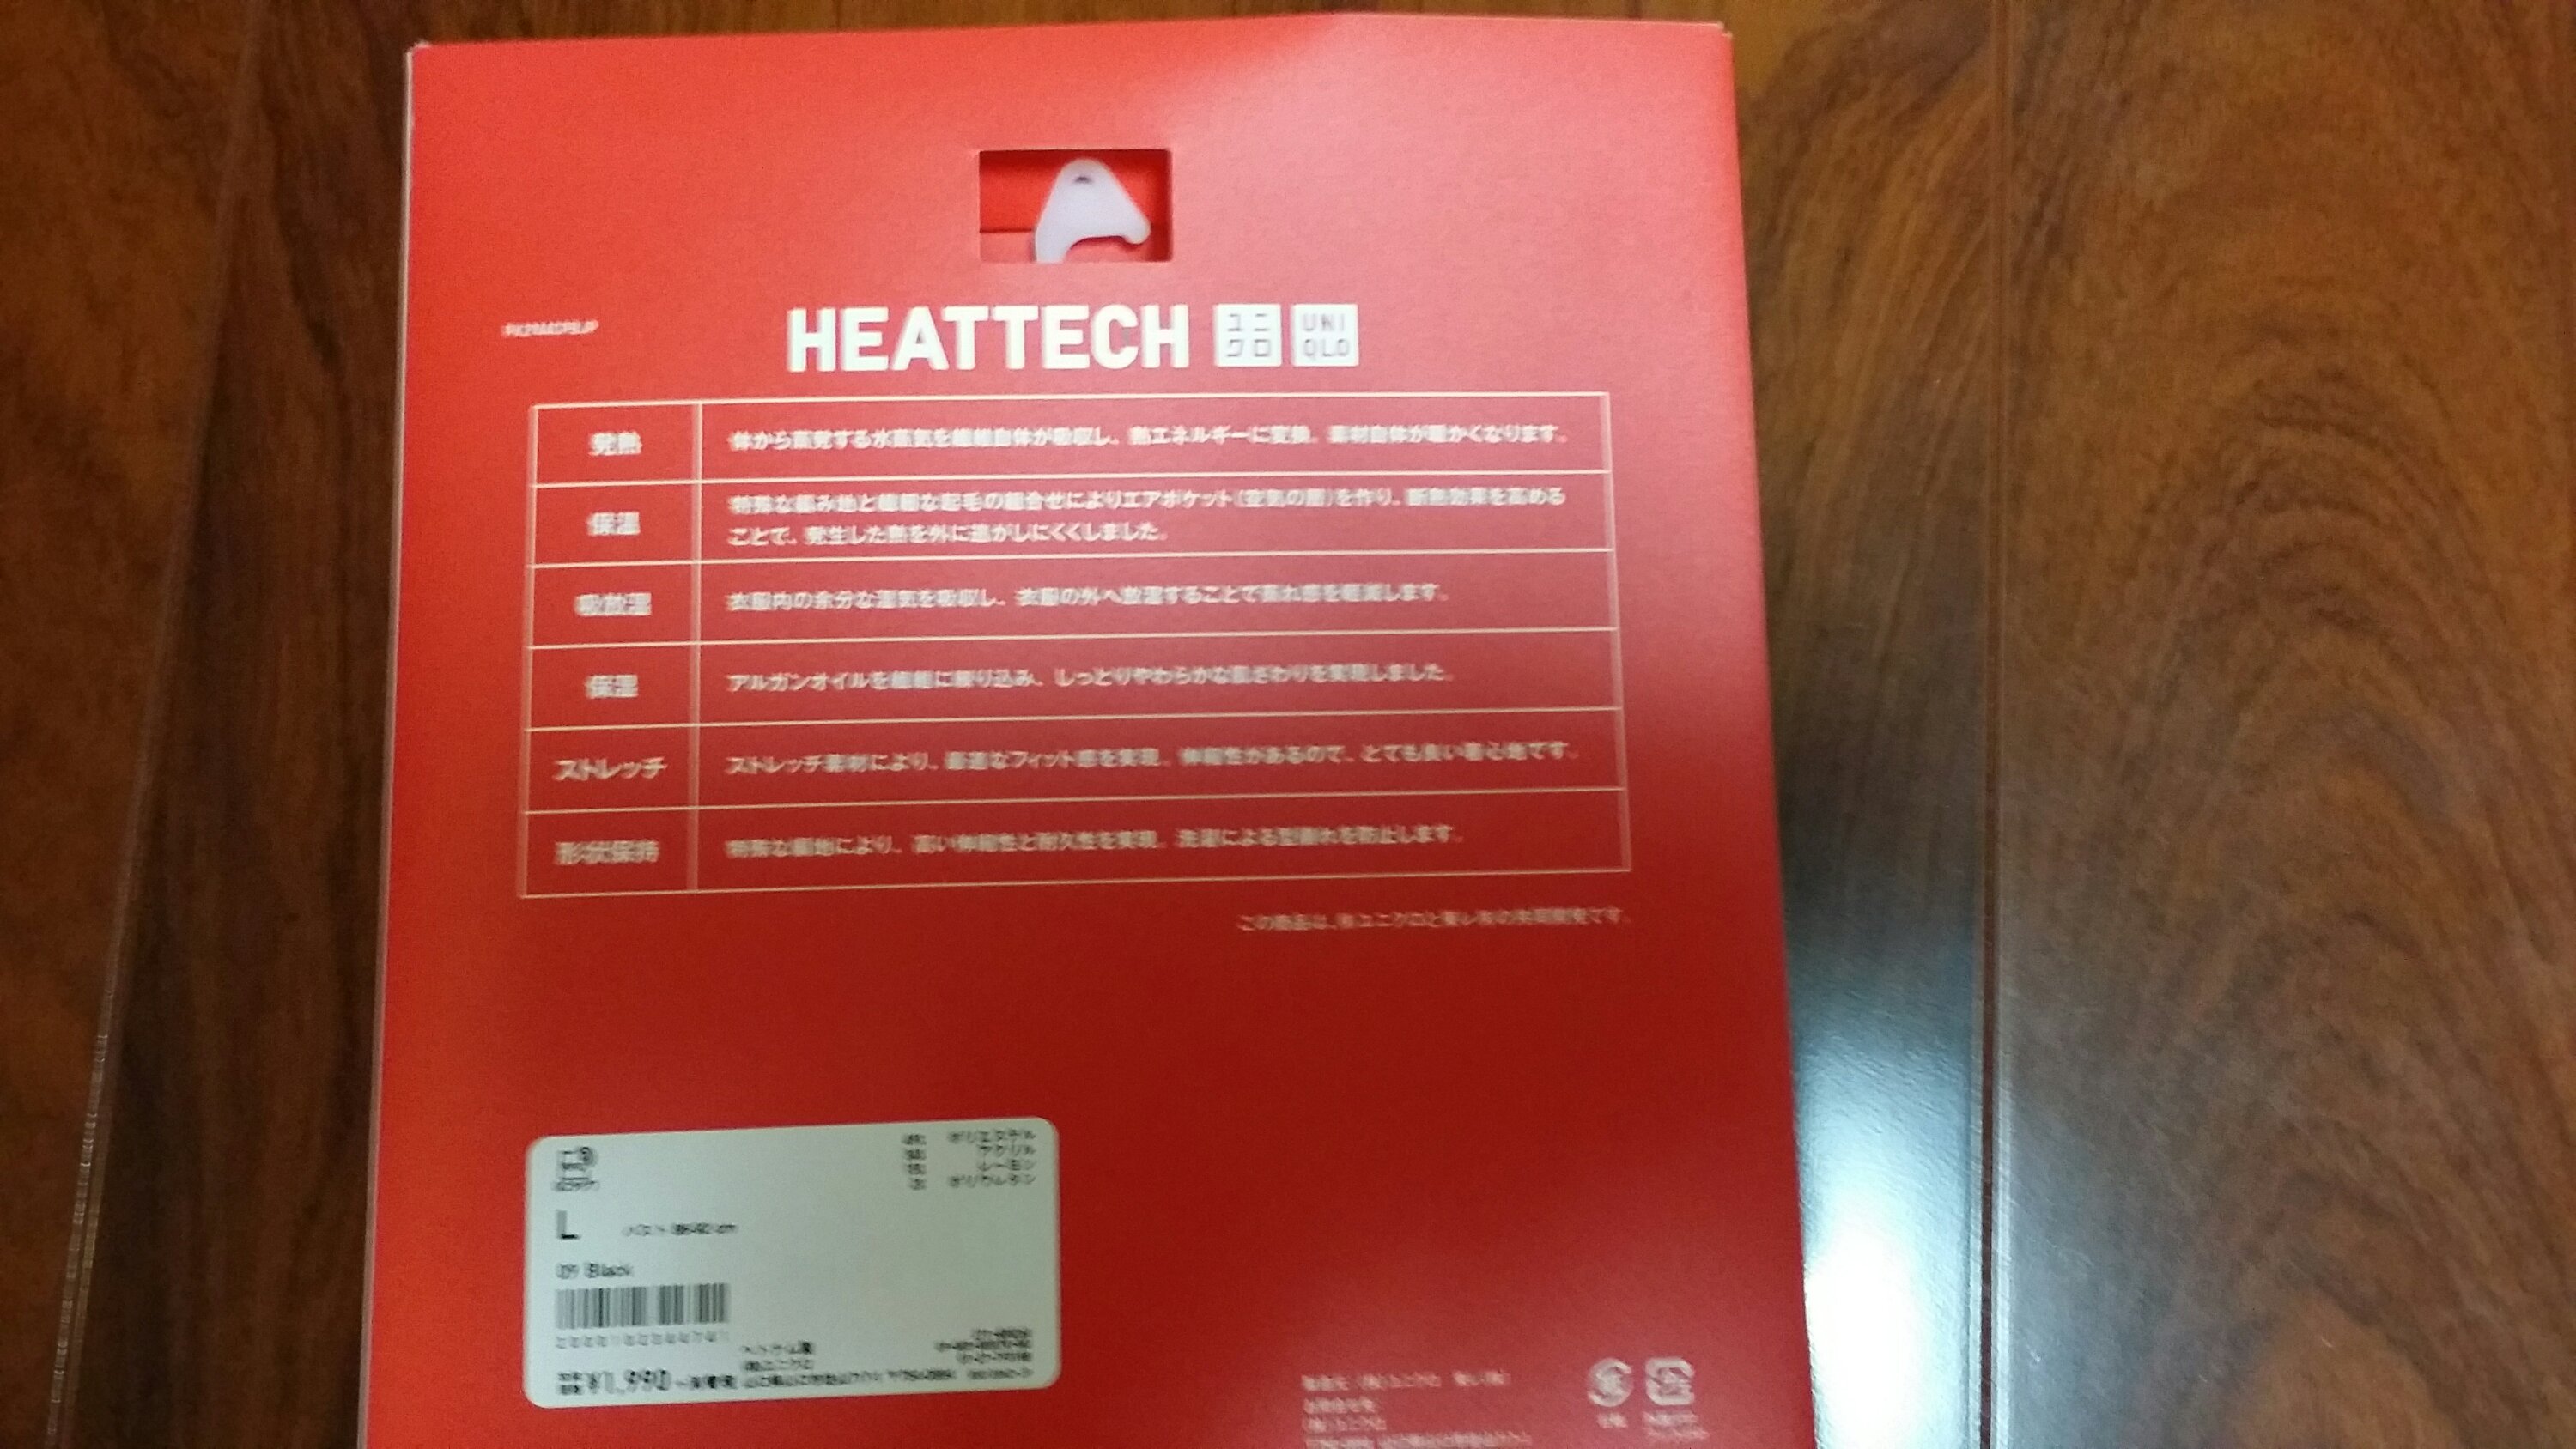 HEATTECH ユニクロ UNIQLO
発熱 体から蒸発する水蒸気を繊維自体が吸収し、熱エネルギーに変換。素材自体が暖かくなります。
保温 特殊な編み地と繊細な起毛の組合せによりエアポケット(空気の層)を作り、断熱効果を高める
ことで、発生した熱を外に逃がしにくくしました。
吸放湿 衣服内の余分な湿気を吸収し、衣服の外へ放湿することで蒸れ感を軽減します。
保湿 アルガンオイルを繊維に練り込み、しっとりやわらかな肌ざわりを実現しました。
ストレッチ ストレッチ素材により、最適なフィット感を実現。伸縮性があるので、とても良い着心地です。
形状保持 特殊な編地により、高い伸縮性と耐久性を実現。洗濯による型崩れを防止します。
この商品は、㈱ユニクロと東レ㈱の共同開発です。
ポリエステル
アクリル
レーヨン
ポリウレタン
L バスト
09 Black
ベトナム製
(株)ユニクロ
¥1,990